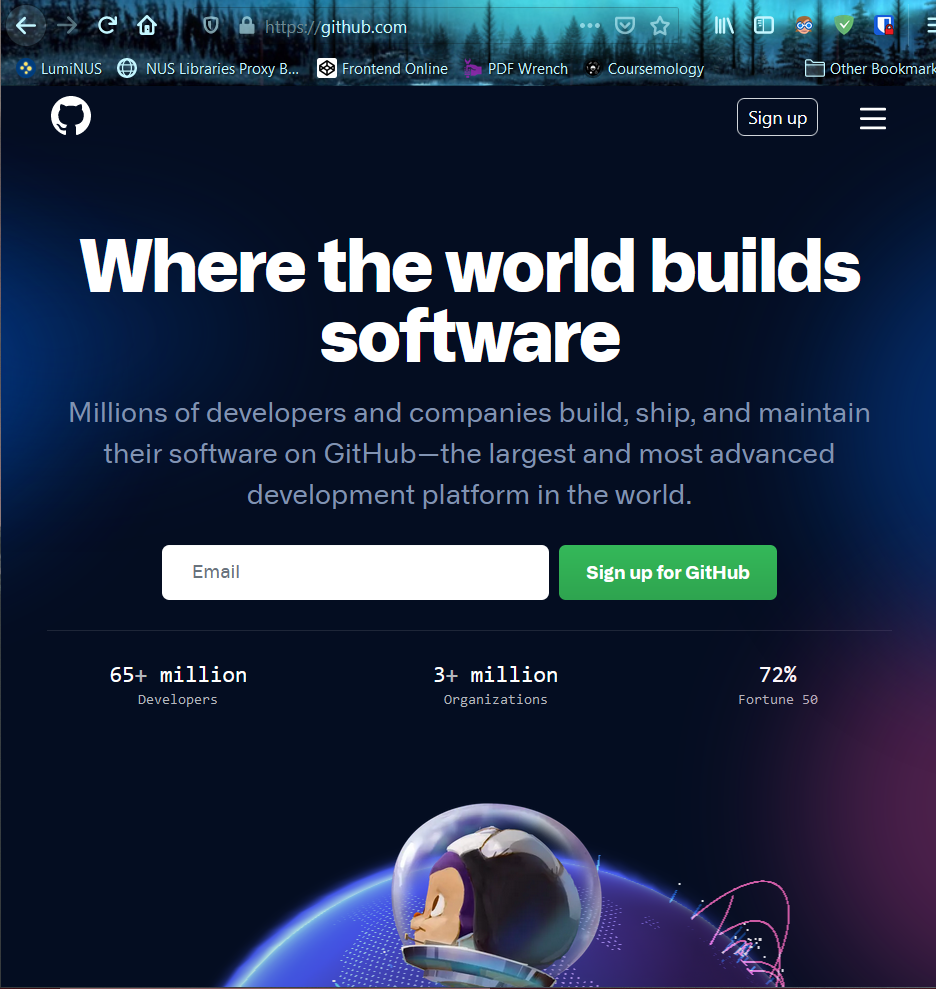 https://github.com
LumiNUS
NUS Libraries Proxy B...
Frontend Online
PDF Wrench
Coursemology
Other Bookmark
Sign up
Where the world builds
software
Millions of developers and companies build, ship, and maintain
their software on GitHub—the largest and most advanced
development platform in the world.
Email
Sign up for GitHub
65+ million
3+ million
72%
Developers
Organizations
Fortune 50